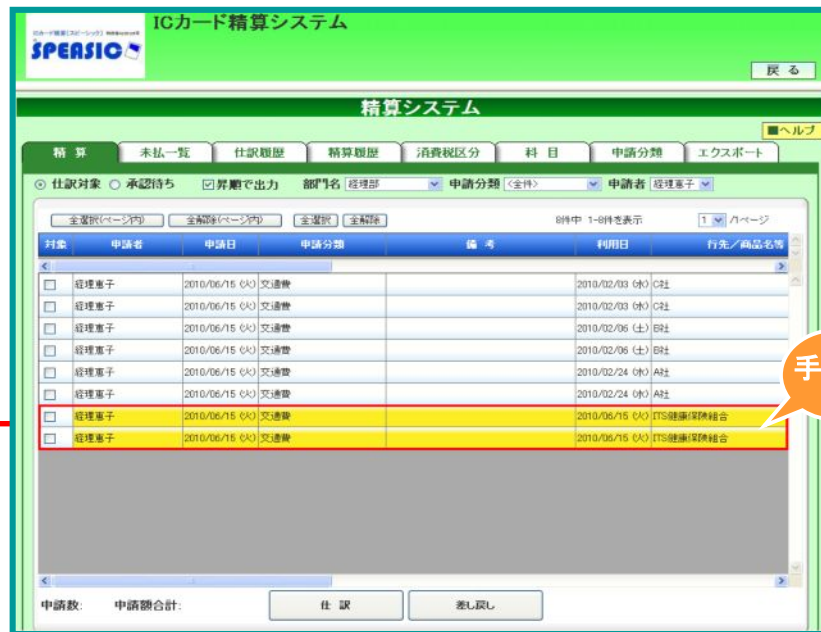 ICカード精算システム
SPEASIC
戻 る
精算システム
■ヘルプ
精 算 未払一覧 仕訳履歴 精算履歴 消費税区分 科 目 申請分類 エクスポート
仕訳対象 承認待ち 昇順で出力 部門名 経理部 申請分類 <全件> 申請者 経理恵子
全選択(ページ内) 全解除(ページ内) 全選択 全解除 8件中 1-8件を表示 1 /1ページ
対象 申請者 申請日 申請分類 備 考 利用日 行先/商品名等
経理恵子 2010/06/15 (火) 交通費 2010/02/03 (水) C社
経理恵子 2010/06/15 (火) 交通費 2010/02/03 (水) C社
経理恵子 2010/06/15 (火) 交通費 2010/02/06 (土) B社
経理恵子 2010/06/15 (火) 交通費 2010/02/06 (土) B社
経理恵子 2010/06/15 (火) 交通費 2010/02/24 (水) A社
経理恵子 2010/06/15 (火) 交通費 2010/02/24 (水) A社
経理恵子 2010/06/15 (火) 交通費 2010/06/15 (火) ITS健康保険組合
経理恵子 2010/06/15 (火) 交通費 2010/06/15 (火) ITS健康保険組合
手
申請数: 申請額合計: 仕 訳 差し戻し